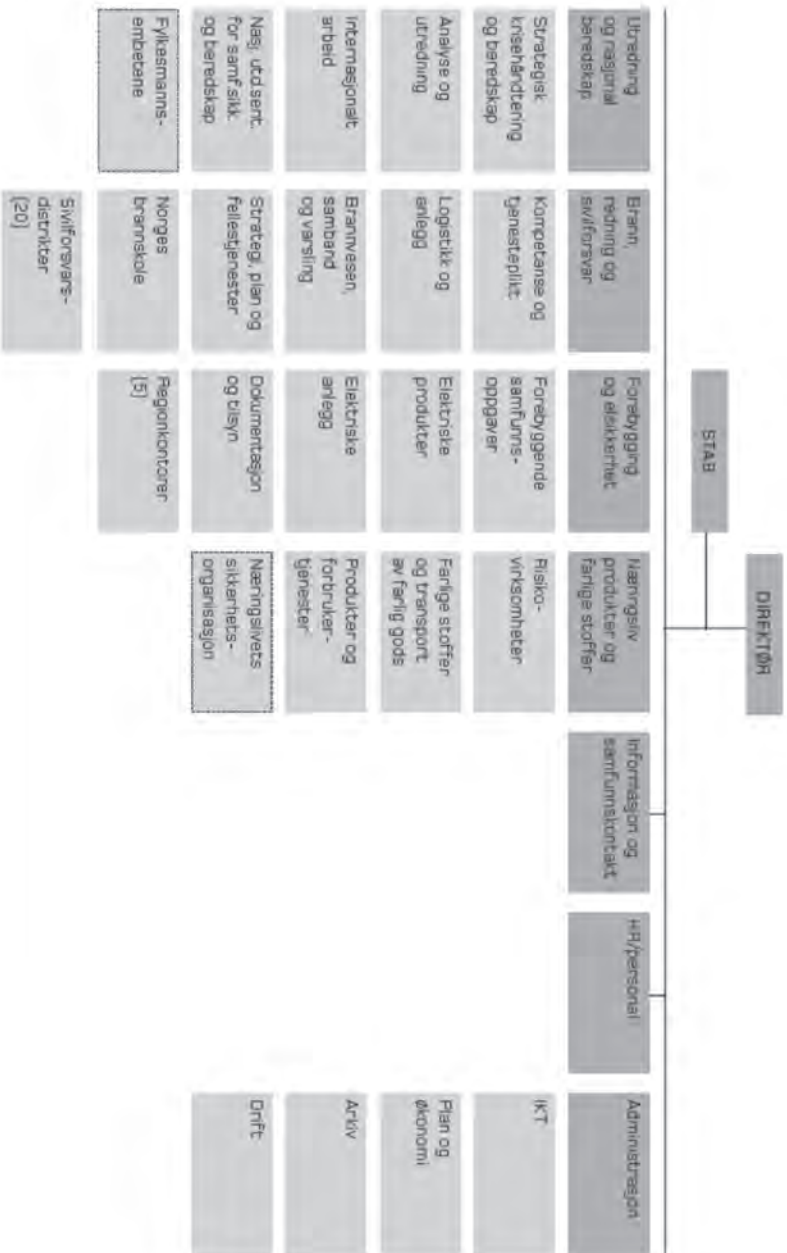 DIREKTØR
STAB
Utredning
og nasjonal
beredskap
Strategisk
krisehåndtering
og beredskap
Analyse og
utredning
Internasjonalt
arbeid
Nasj. utd.sent.
for samf.sikk.
og beredskap
Fylkesmanns-
embetene
Brann,
redning og
sivilforsvar
Kompetanse og
tjenesteplikt
Logistikk og
anlegg
Brannvesen,
samband
og varsling
Strategi, plan og
fellestjenester
Norges
brannskole
Sivilforsvars-
distrikter
(20)
Forebygging
og elsikkerhet
Forebyggende
samfunns-
oppgaver
Elektriske
produkter
Elektriske
anlegg
Dokumentasjon
og tilsyn
Regionkontorer
(5)
Næringsliv
produkter og
farlige stoffer
Risiko-
virksomheter
Farlige stoffer
og transport
av farlig gods
Produkter og
forbruker-
tjenester
Næringslivets
sikkerhets-
organisasjon
Informasjon og
samfunnskontakt
HR/personal
Administrasjon
IKT
Plan og
økonomi
Arkiv
Drift